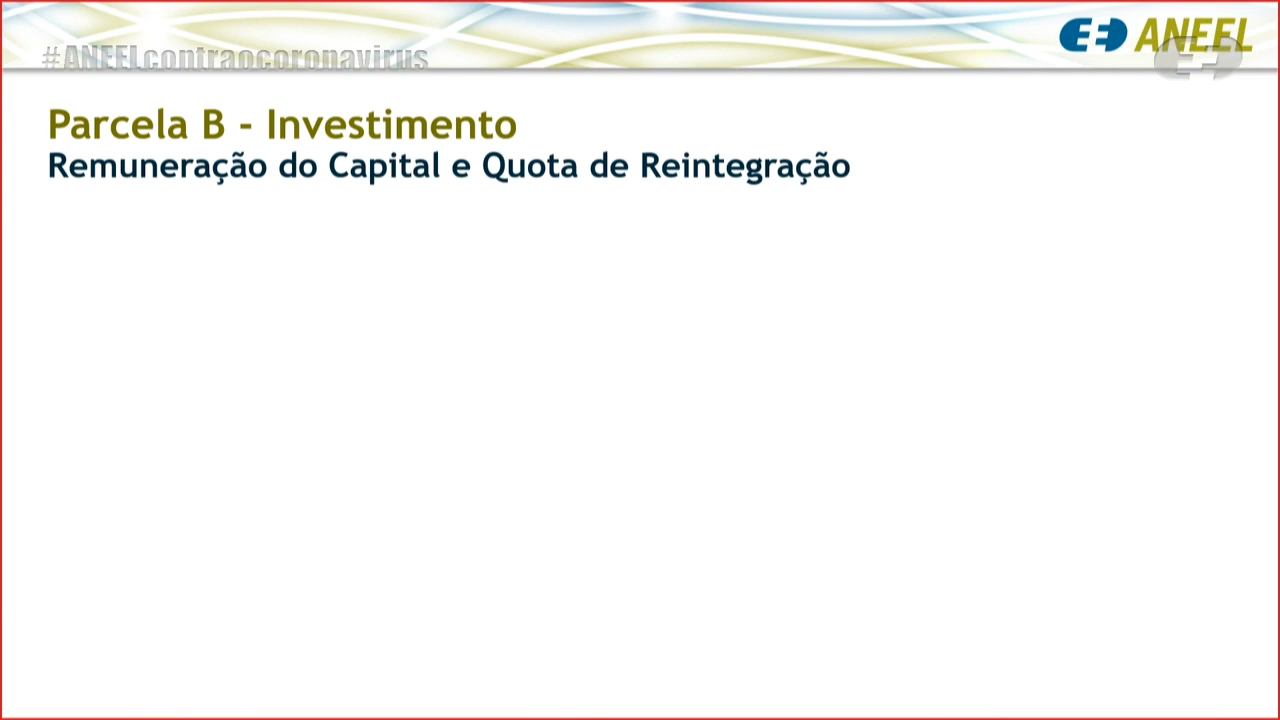 #ANEELcontraocoronavirus
ANEEL
Parcela B - Investimento
Remuneração do Capital e Quota de Reintegração